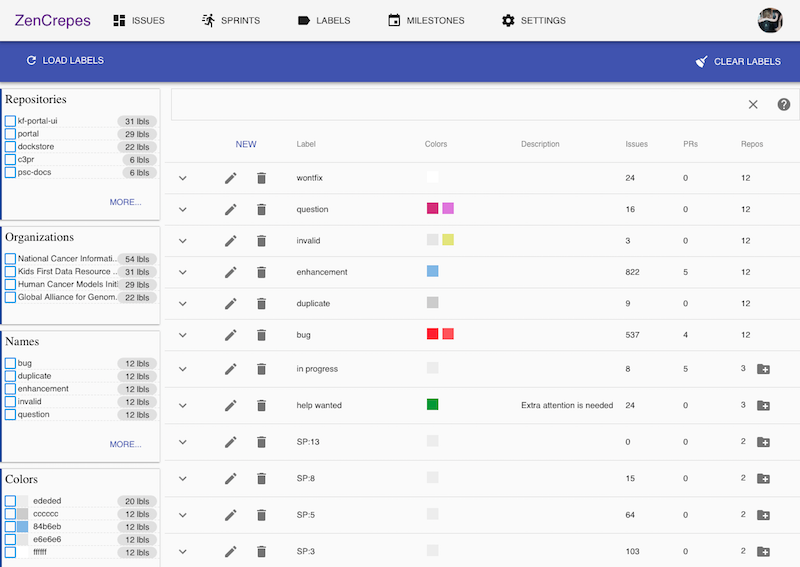 ZenCrepes ISSUES SPRINTS LABELS MILESTONES SETTINGS
LOAD LABELS CLEAR LABELS
Repositories
kf-portal-ui 31 lbls
portal 29 lbls
dockstore 22 lbls
c3pr 6 lbls
psc-docs 6 lbls
MORE...
Organizations
National Cancer Informati... 54 lbls
Kids First Data Resource ... 31 lbls
Human Cancer Models Initi 29 lbls
Global Alliance for Genom... 22 lbls
Names
bug 12 lbls
duplicate 12 lbls
enhancement 12 lbls
invalid 12 lbls
question 12 lbls
MORE...
Colors
ededed 20 lbls
cccccc 12 lbls
84b6eb 12 lbls
e6e6e6 12 lbls
ffffff 12 lbls
NEW Label Colors Description Issues PRs Repos
wontfix 24 0 12
question 16 0 12
invalid 3 0 12
enhancement 822 5 12
duplicate 9 0 12
bug 537 4 12
in progress 8 5 3
help wanted Extra attention is needed 24 0 3
SP:13 0 0 2
SP:8 15 0 2
SP:5 64 0 2
SP:3 103 0 2